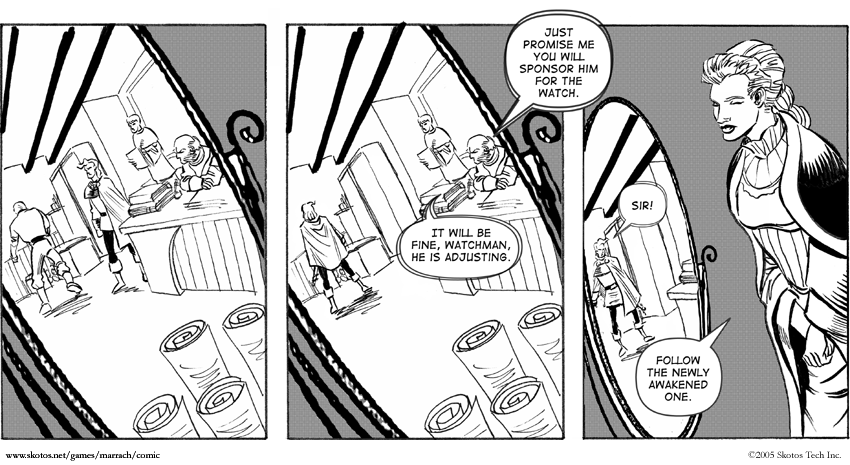 JUST
PROMISE ME
YOU WILL
SPONSOR HIM
FOR THE
WATCH.
IT WILL BE
FINE, WATCHMAN,
HE IS ADJUSTING.
SIR!
FOLLOW
THE NEWLY
AWAKENED
ONE.
www.skotos.net/games/marrach/comic
©2005 Skotos Tech Inc.